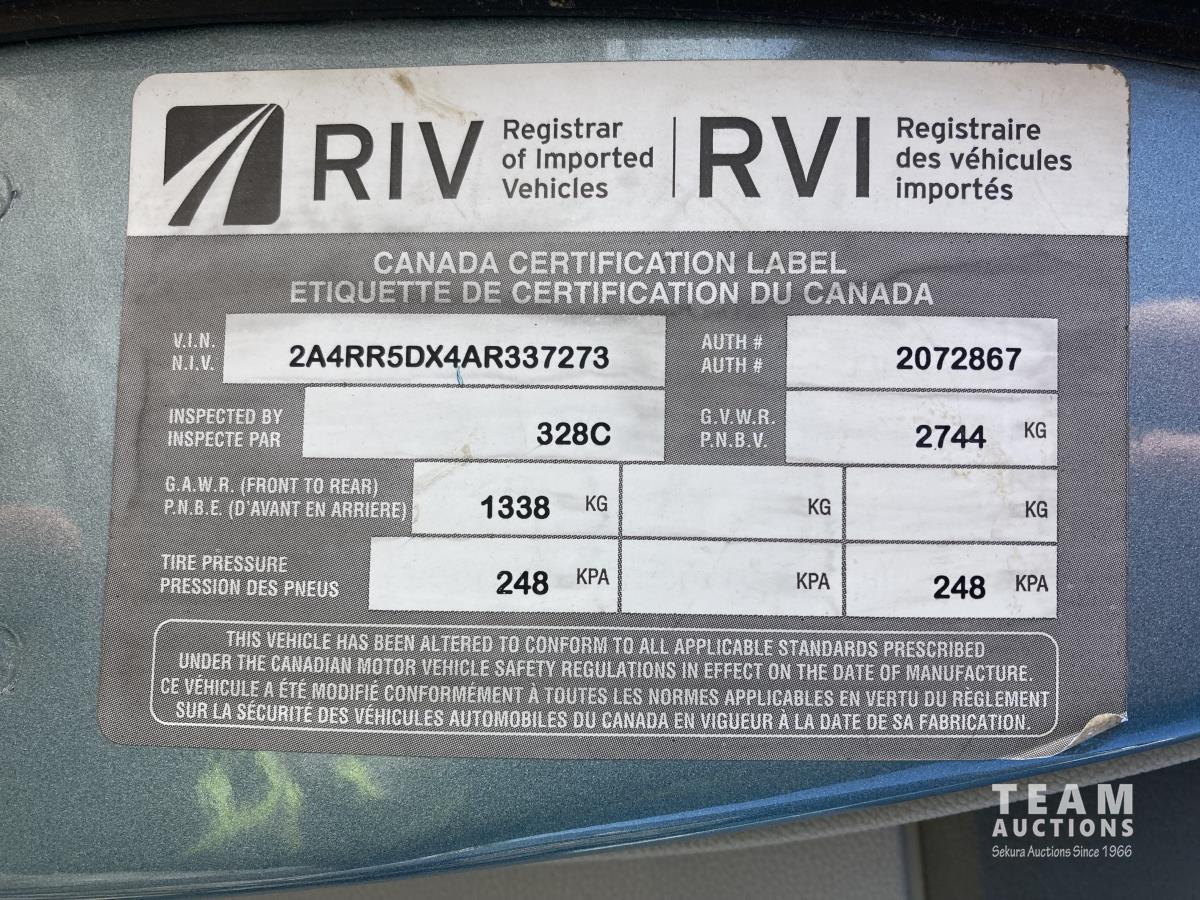 RIV Registrar of Imported Vehicles | RVI Registraire des véhicules importés
CANADA CERTIFICATION LABEL
ETIQUETTE DE CERTIFICATION DU CANADA
V.I.N.
N.I.V.
2A4RR5DX4AR337273
AUTH #
AUTH #
2072867
INSPECTED BY
INSPECTE PAR
328C
G.V.W.R.
P.N.B.V.
2744 KG
G.A.W.R. (FRONT TO REAR)
P.N.B.E. (D'AVANT EN ARRIERE)
1338 KG
KG
KG
TIRE PRESSURE
PRESSION DES PNEUS
248 KPA
KPA
248 KPA
THIS VEHICLE HAS BEEN ALTERED TO CONFORM TO ALL APPLICABLE STANDARDS PRESCRIBED
UNDER THE CANADIAN MOTOR VEHICLE SAFETY REGULATIONS IN EFFECT ON THE DATE OF MANUFACTURE.
CE VÉHICULE A ÉTÉ MODIFIÉ CONFORMÉMENT À TOUTES LES NORMES APPLICABLES EN VERTU DU RÈGLEMENT
SUR LA SÉCURITÉ DES VÉHICULES AUTOMOBILES DU CANADA EN VIGUEUR À LA DATE DE SA FABRICATION.
TEAM
AUCTIONS
Sekura Auctions Since 1966